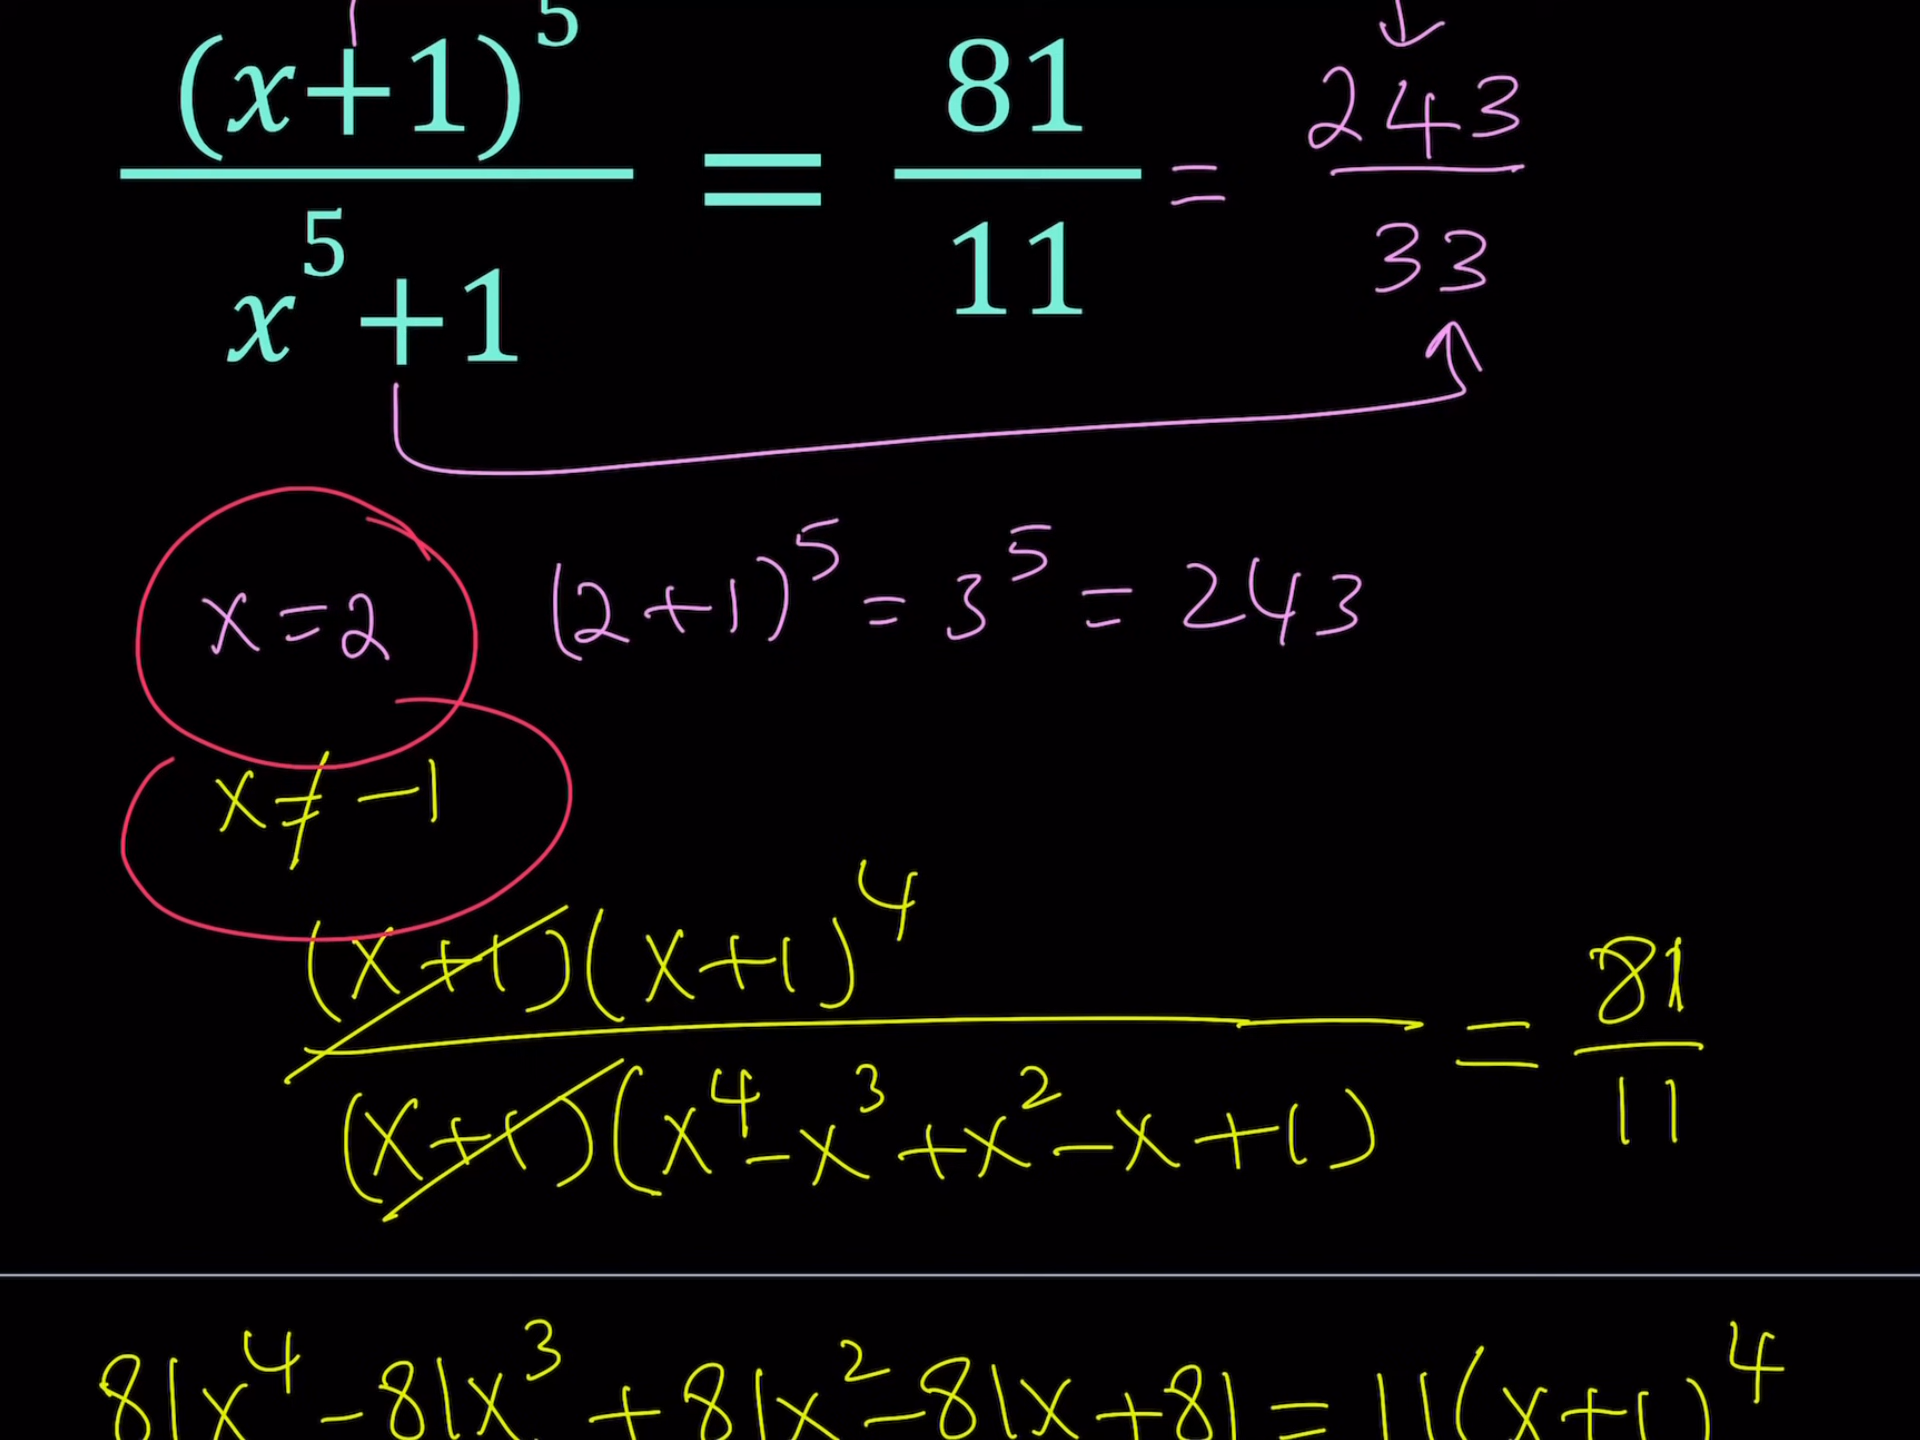 (x+1)^5 / (x^5+1) = 81/11 = 243/33
x=2 (2+1)^5 = 3^5 = 243
x≠-1
(x+1)(x+1)^4 / (x+1)(x^4-x^3+x^2-x+1) = 81/11
81x^4-81x^3+81x^2-81x+81=11(x+1)^4